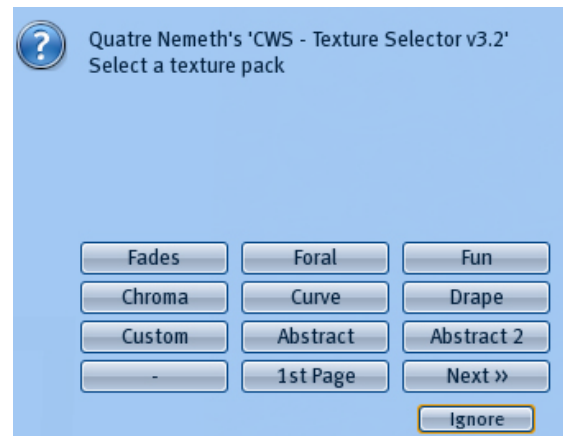 ?
Quatre Nemeth's 'CWS - Texture Selector v3.2'
Select a texture pack
Fades Foral Fun
Chroma Curve Drape
Custom Abstract Abstract 2
- 1st Page Next »
Ignore